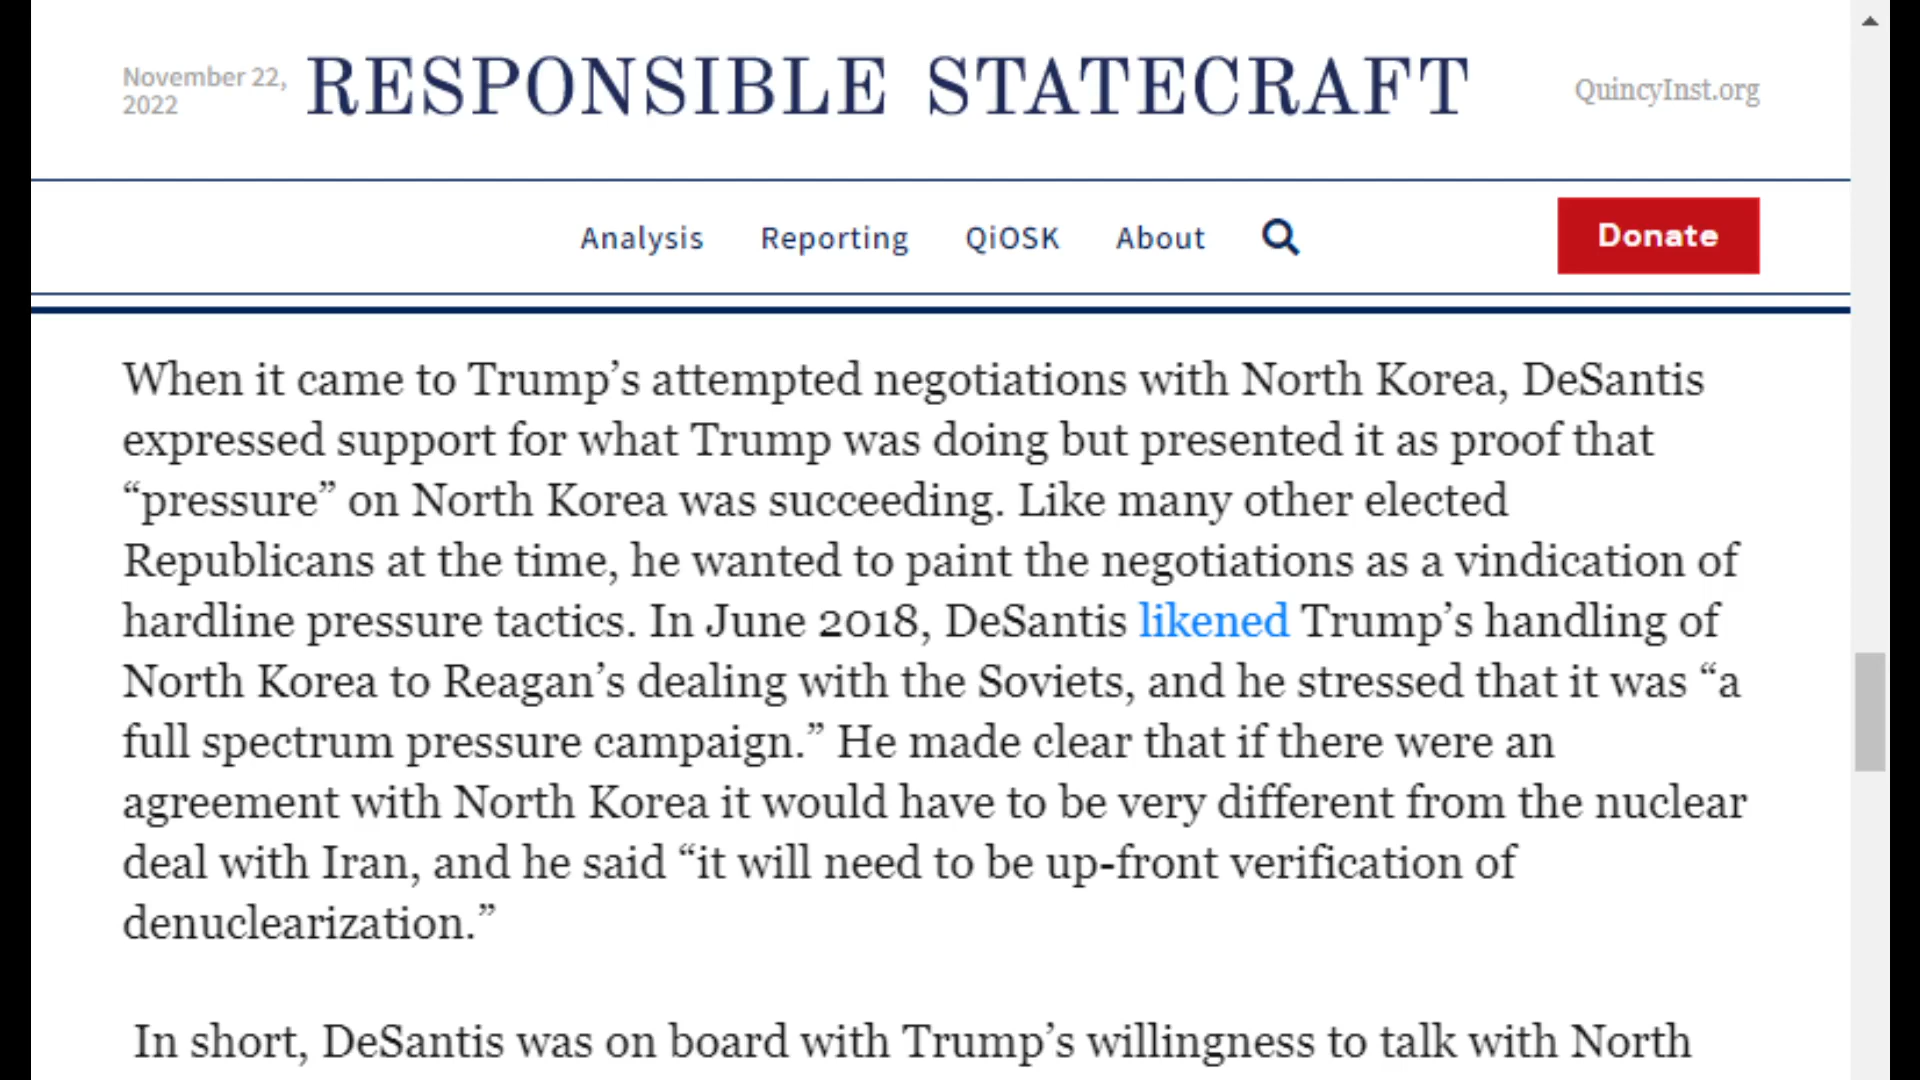 November 22,
2022
RESPONSIBLE STATECRAFT
QuincyInst.org
Analysis Reporting QiOSK About
Donate
When it came to Trump’s attempted negotiations with North Korea, DeSantis
expressed support for what Trump was doing but presented it as proof that
“pressure” on North Korea was succeeding. Like many other elected
Republicans at the time, he wanted to paint the negotiations as a vindication of
hardline pressure tactics. In June 2018, DeSantis likened Trump’s handling of
North Korea to Reagan’s dealing with the Soviets, and he stressed that it was “a
full spectrum pressure campaign.” He made clear that if there were an
agreement with North Korea it would have to be very different from the nuclear
deal with Iran, and he said “it will need to be up-front verification of
denuclearization.”
In short, DeSantis was on board with Trump’s willingness to talk with North